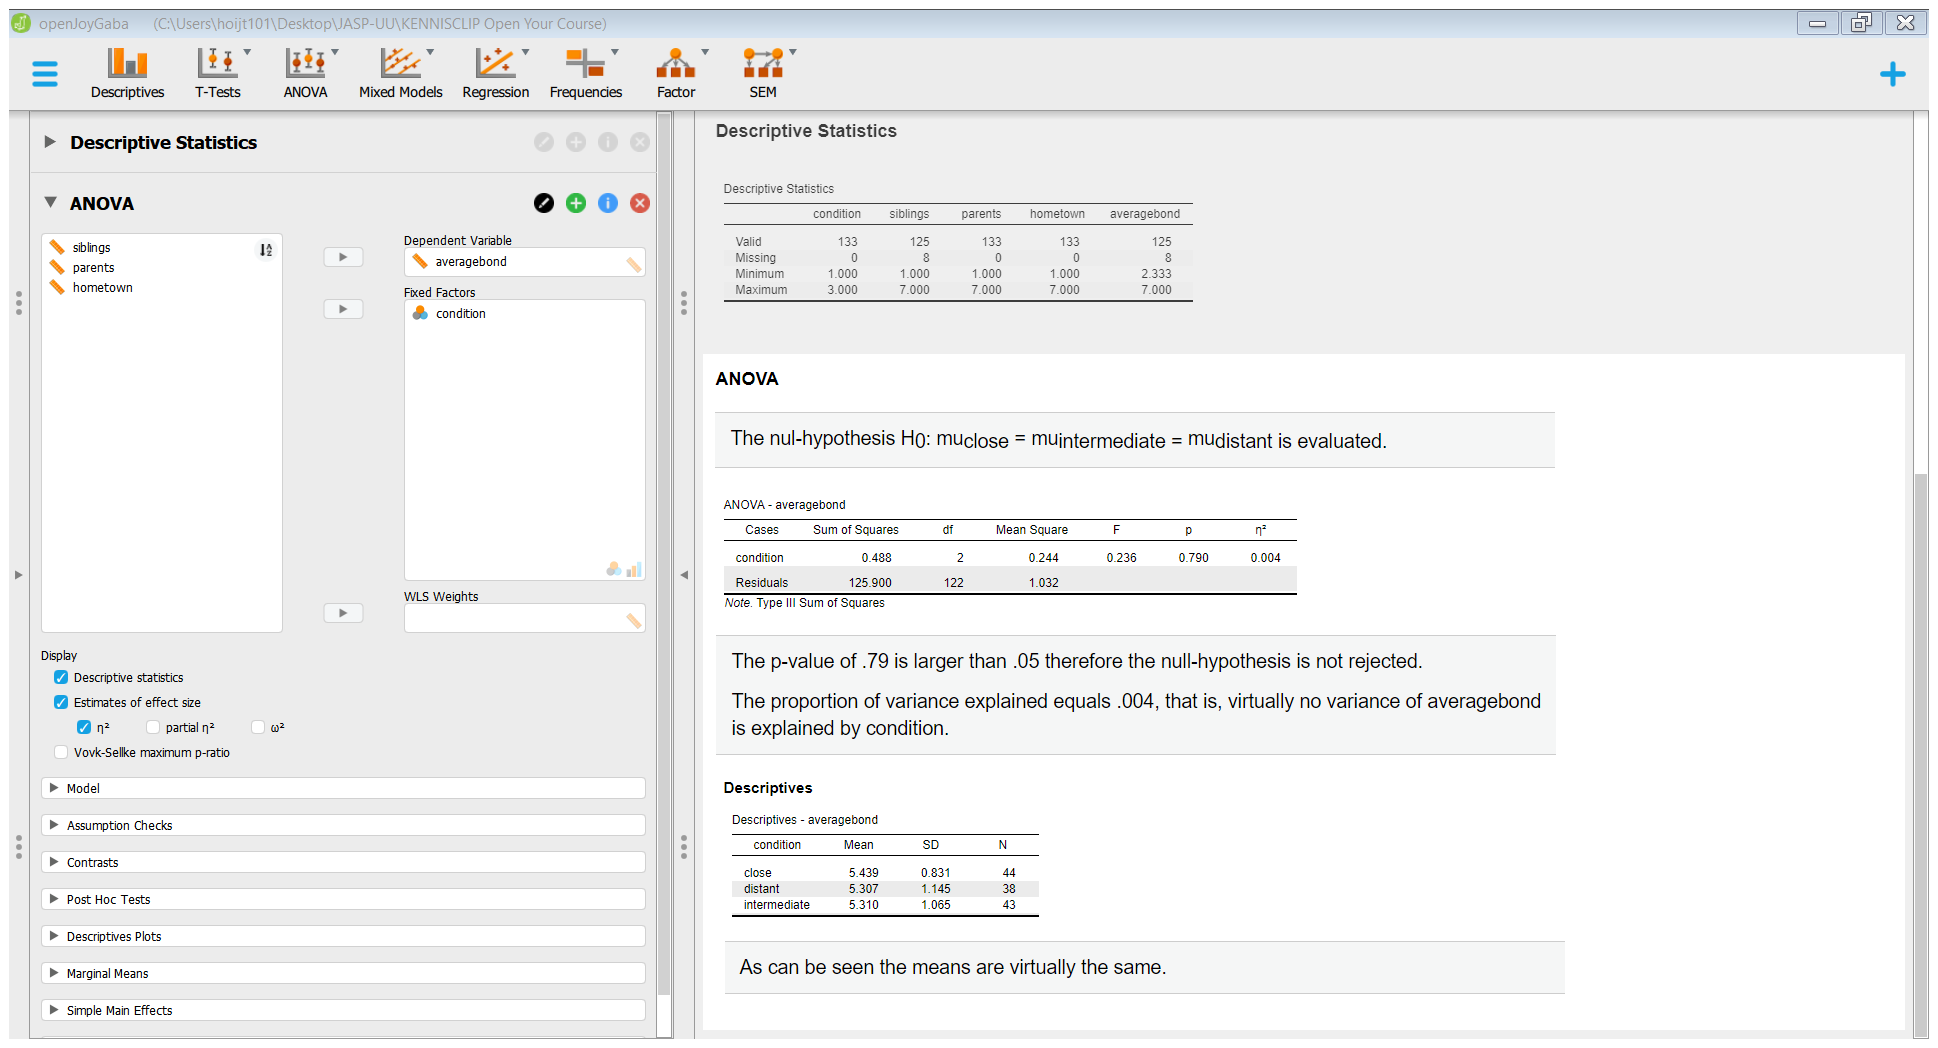 openJoyGaba (C:\Users\hoijt101\Desktop\JASP-UU\KENNISCLIP Open Your Course)
Descriptives T-Tests ANOVA Mixed Models Regression Frequencies Factor SEM
Descriptive Statistics
ANOVA
siblings
parents
hometown
Dependent Variable
averagebond
Fixed Factors
condition
WLS Weights
Display
Descriptive statistics
Estimates of effect size
η² partial η² ω²
Vovk-Sellke maximum p-ratio
Model
Assumption Checks
Contrasts
Post Hoc Tests
Descriptives Plots
Marginal Means
Simple Main Effects
Descriptive Statistics
Descriptive Statistics
condition siblings parents hometown averagebond
Valid 133 125 133 133 125
Missing 0 8 0 0 8
Minimum 1.000 1.000 1.000 1.000 2.333
Maximum 3.000 7.000 7.000 7.000 7.000
ANOVA
The nul-hypothesis H0: muclose = muintermediate = mudistant is evaluated.
ANOVA - averagebond
Cases Sum of Squares df Mean Square F p η²
condition 0.488 2 0.244 0.236 0.790 0.004
Residuals 125.900 122 1.032
Note. Type III Sum of Squares
The p-value of .79 is larger than .05 therefore the null-hypothesis is not rejected.
The proportion of variance explained equals .004, that is, virtually no variance of averagebond
is explained by condition.
Descriptives
Descriptives - averagebond
condition Mean SD N
close 5.439 0.831 44
distant 5.307 1.145 38
intermediate 5.310 1.065 43
As can be seen the means are virtually the same.